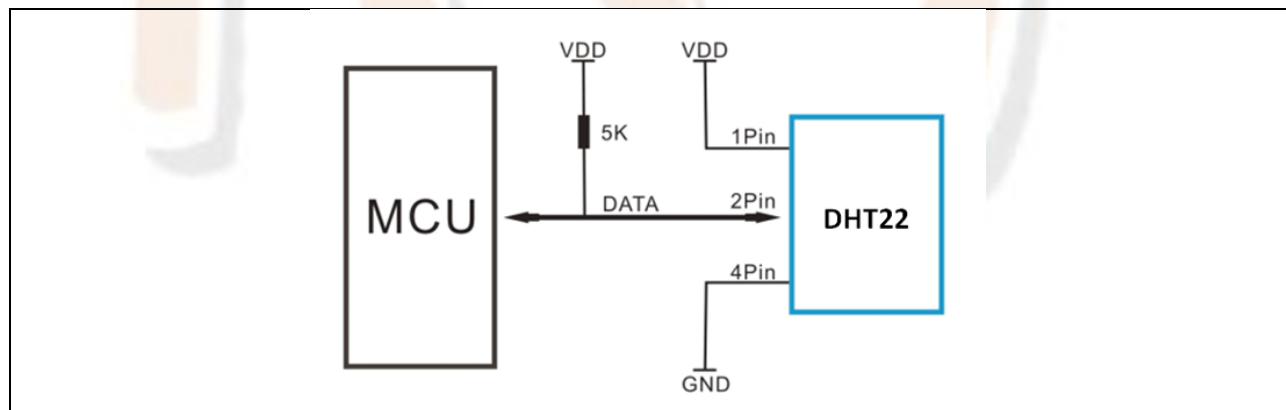 VDD
VDD
5K
1Pin
MCU
DATA
2Pin
DHT22
4Pin
GND